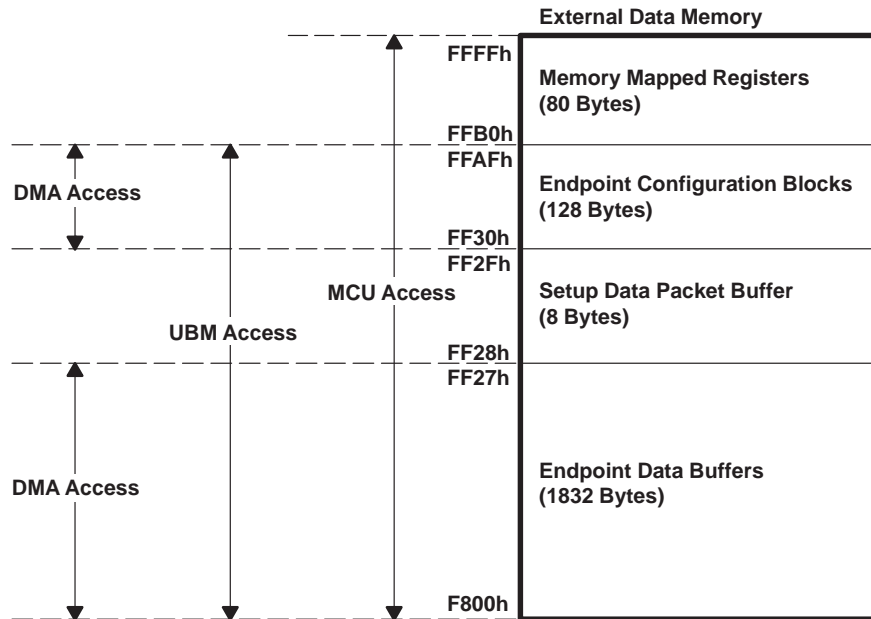 External Data Memory
FFFFh
Memory Mapped Registers
(80 Bytes)
FFB0h
FFAFh
DMA Access
Endpoint Configuration Blocks
(128 Bytes)
FF30h
FF2Fh
MCU Access
Setup Data Packet Buffer
(8 Bytes)
UBM Access
FF28h
FF27h
DMA Access
Endpoint Data Buffers
(1832 Bytes)
F800h